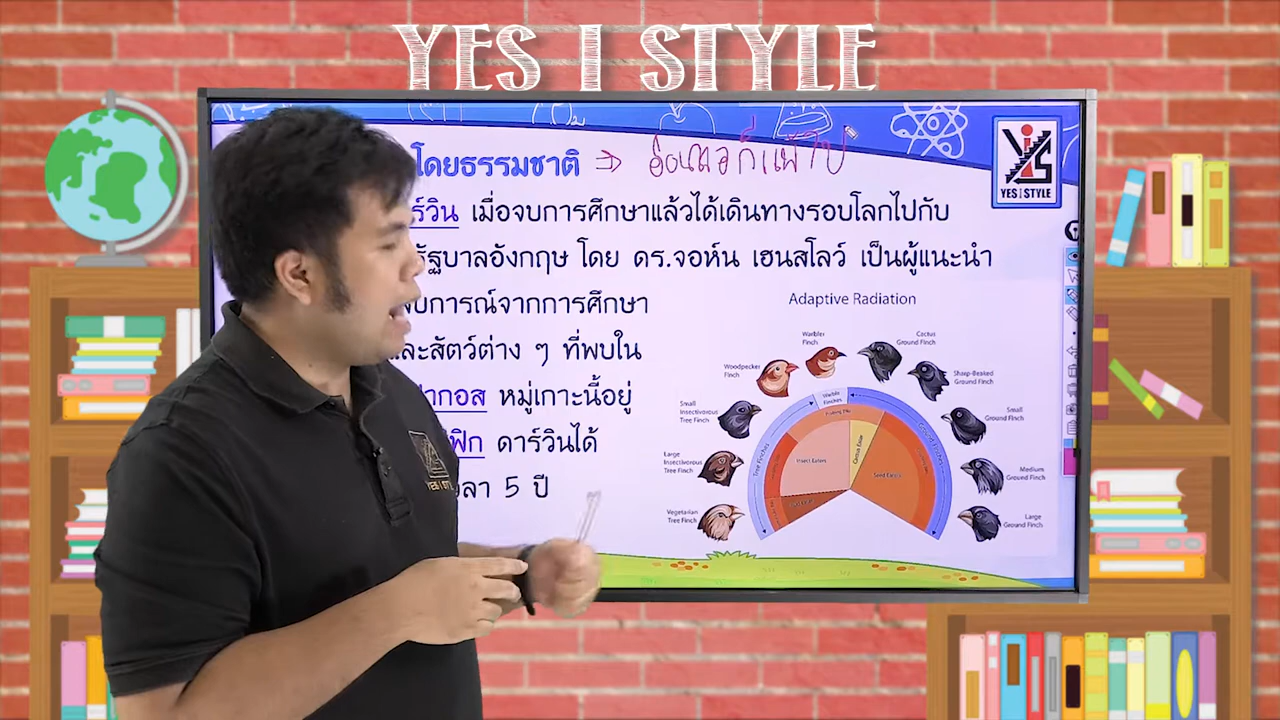 YES I STYLE
โดยธรรมชาติ ⇒
YES I STYLE
ร์วิน เมื่อจบการศึกษาแล้วได้เดินทางรอบโลกไปกับ
รัฐบาลอังกฤษ โดย ดร.จอห์น เฮนสโลว์ เป็นผู้แนะนำ
บการณ์จากการศึกษา
และสัตว์ต่าง ๆ ที่พบใน
ากอส หมู่เกาะนี้อยู่
ฟิก ดาร์วินได้
วลา 5 ปี
Adaptive Radiation
Warbler
Finch
Cactus
Ground Finch
Woodpecker
Finch
Sharp-Beaked
Ground Finch
Small
Insectivorous
Tree Finch
Small
Ground Finch
Large
Insectivorous
Tree Finch
Medium
Ground Finch
Vegetarian
Tree Finch
Large
Ground Finch
Tree Finches
Warble
Finches
Ground Finches
Insect Eaters